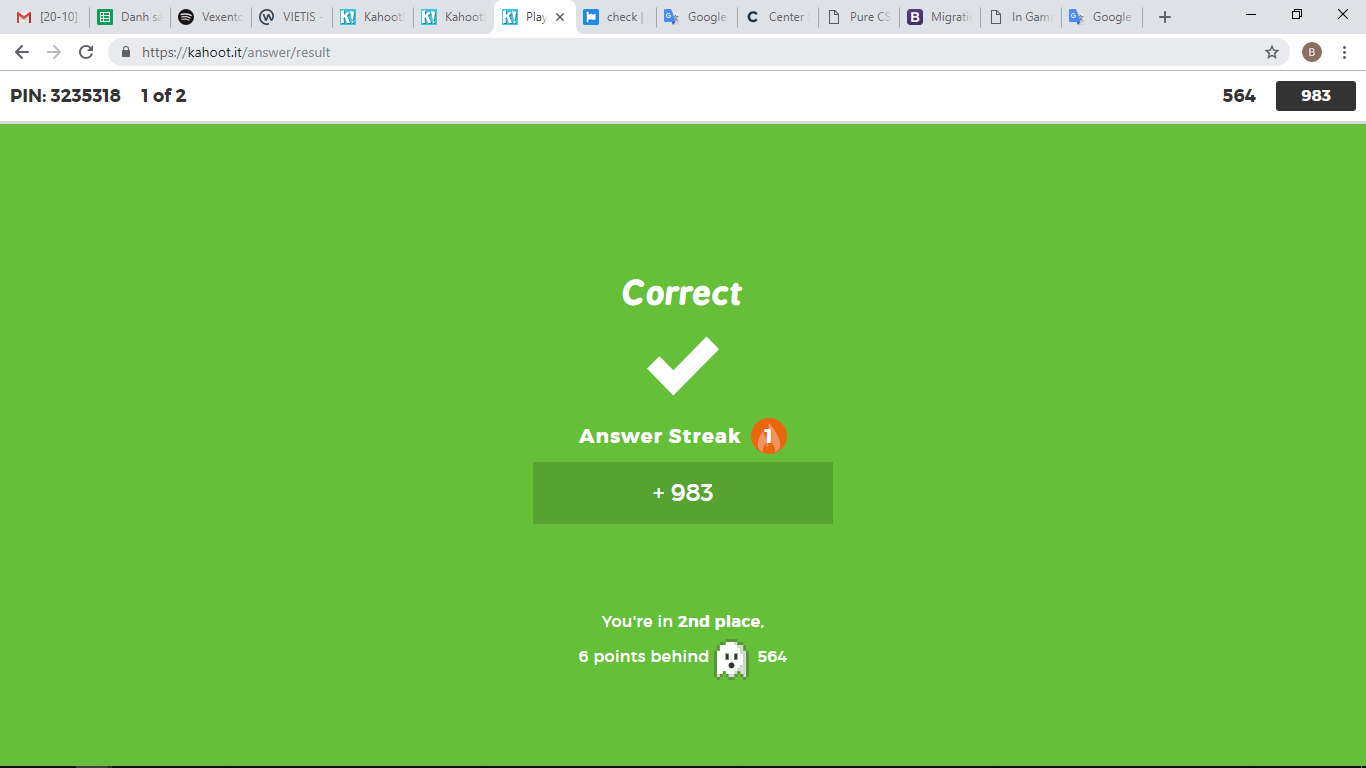 [20-10]
Danh sá
Vexento
VIETIS -
Kahoot!
Kahoot!
Play
check |
Google
Center
Pure CS
Migratin
In Game
Google
https://kahoot.it/answer/result
B
PIN: 3235318 1 of 2
564 983
Correct
Answer Streak 1
+ 983
You're in 2nd place,
6 points behind 564